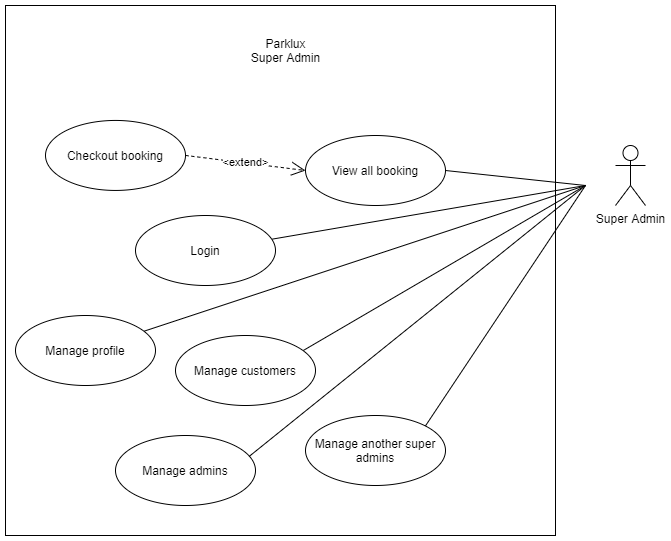 Parklux
Super Admin
Checkout booking
<extend>
View all booking
Super Admin
Login
Manage profile
Manage customers
Manage another super
admins
Manage admins